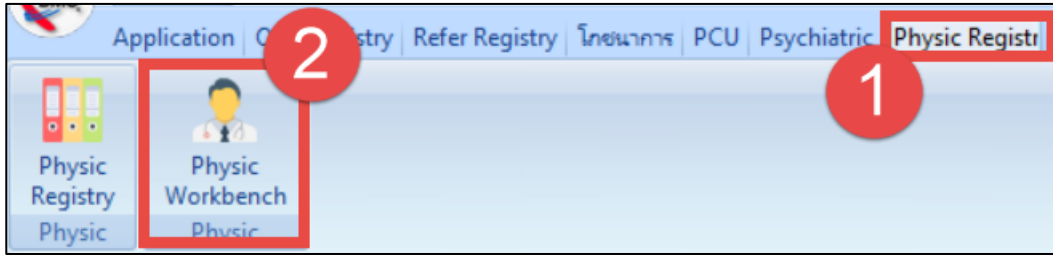 Application Refer Registry โภชนาการ PCU Psychiatric Physic Registr
2
1
Physic Physic
Registry Workbench
Physic Physic